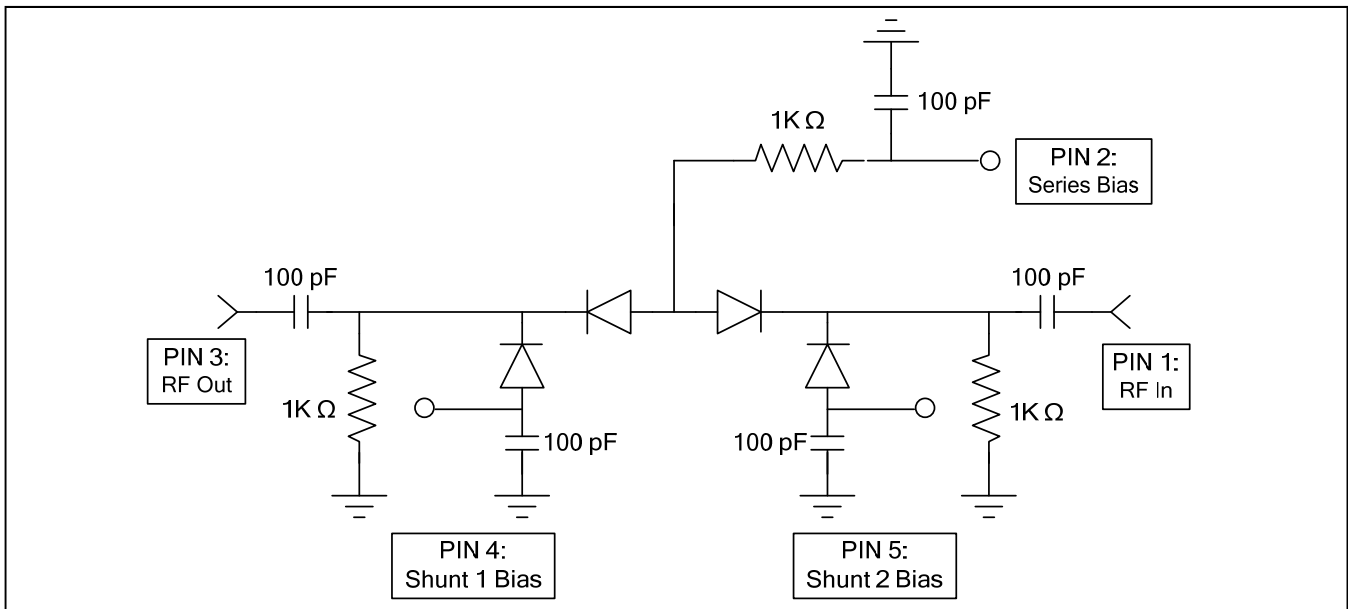 100 pF
1K Ω
PIN 2:
Series Bias
100 pF
100 pF
PIN 3:
RF Out
PIN 1:
RF In
1K Ω
100 pF
100 pF
1K Ω
PIN 4:
Shunt 1 Bias
PIN 5:
Shunt 2 Bias